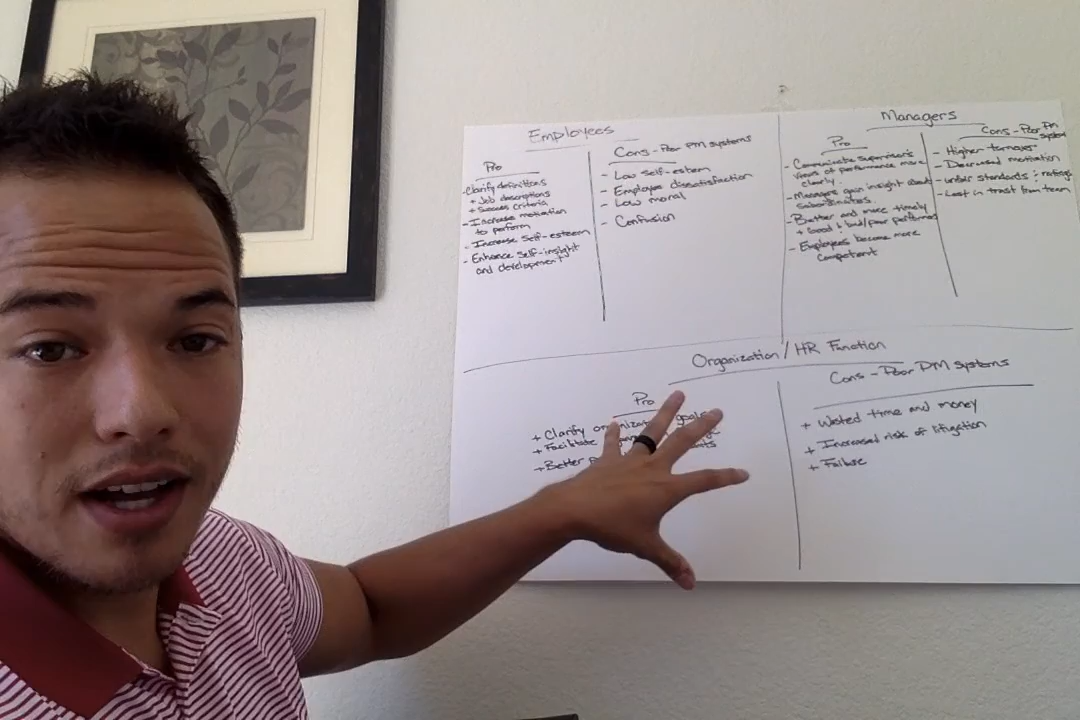 Employees
Pro
- Clarify definitions
+ Job descriptions
+ Success criteria
- Increase motivation
to perform
- Increase Self-esteem
- Enhance Self-insight
and development
Cons - Poor PM systems
- Low self-esteem
- Employee dissatisfaction
- Low moral
- Confusion
Managers
Pro
- Communicate supervisor's
views of performance more
clearly
- Managers gain insight about
subordinates
- Better and more timely
+ Good & bad/poor performers
- Employees become more
Competent
Cons - Poor PM
system
- Higher turnover
- Decreased motivation
- under standards & ratings
- Lost in trust from team
Organization / HR Function
Pro
+ Clarify goals
+ Facilitate
+ Better
Cons - Poor PM systems
+ Wasted time and money
+ Increased risk of litigation
+ Failure